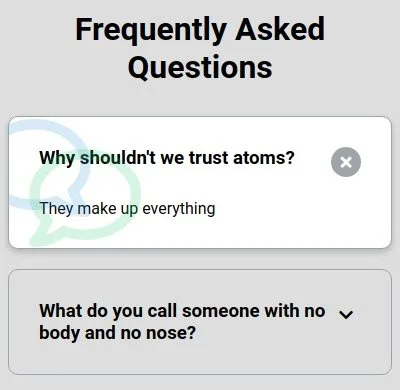 Frequently Asked
Questions
Why shouldn't we trust atoms?
They make up everything
What do you call someone with no
body and no nose?